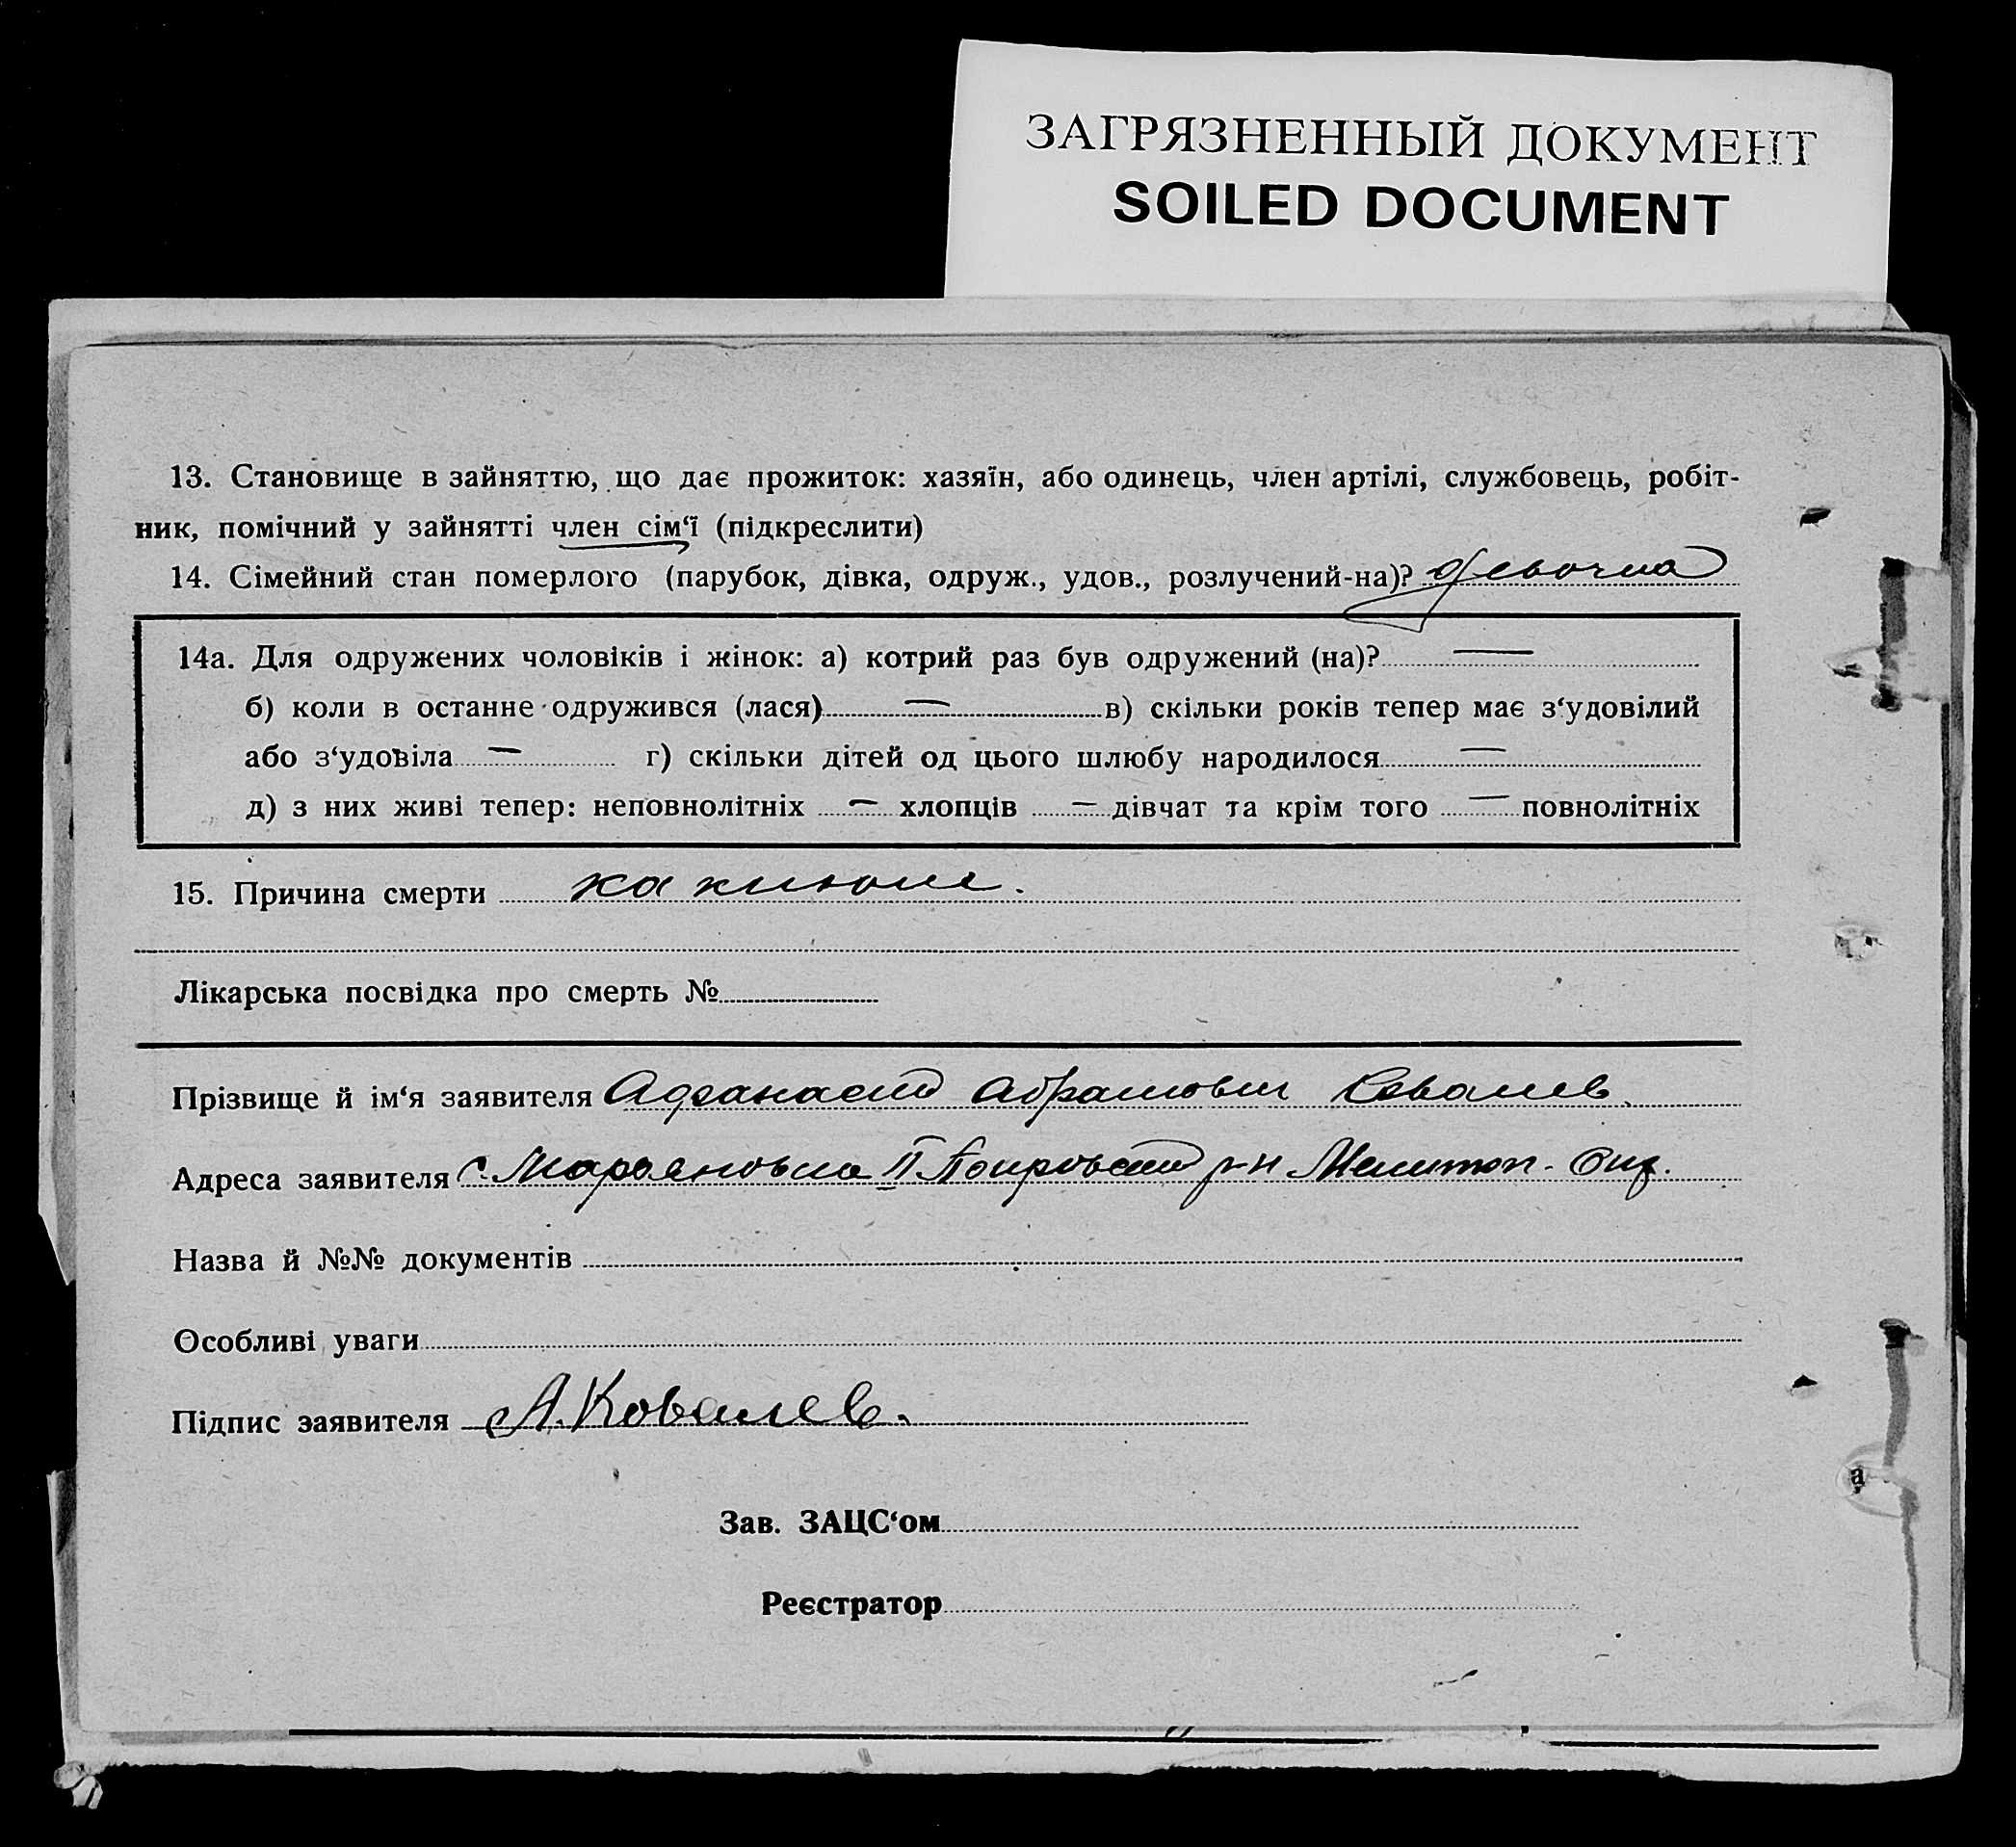 ЗАГРЯЗНЕННЫЙ ДОКУМЕНТ
SOILED DOCUMENT
13. Становище в зайняттю, що дає прожиток: хазяїн, або одинець, член артілі, службовець, робіт-
ник, помічний у зайнятті член сім‘ї (підкреслити)
14. Сімейний стан померлого (парубок, дівка, одруж., удов., розлучений-на)? девочка
14а. Для одружених чоловіків і жінок: а) котрий раз був одружений (на)? —
б) коли в останне одружився (лася) — в) скільки років тепер має з‘удовілий
або з‘удовіла — г) скільки дітей од цього шлюбу народилося —
д) з них живі тепер: неповнолітніх — хлопців — дівчат та крім того — повнолітніх
15. Причина смерти
Лікарська посвідка про смерть №
Прізвище й ім‘я заявителя Афанасий Абрамович Ковалев
Адреса заявителя с. Марьяновка II Покровский р-н Мелитоп. Окр.
Назва й №№ документів
Особливі уваги
Підпис заявителя А. Ковалев.
Зав. ЗАЦС‘ом
Реєстратор